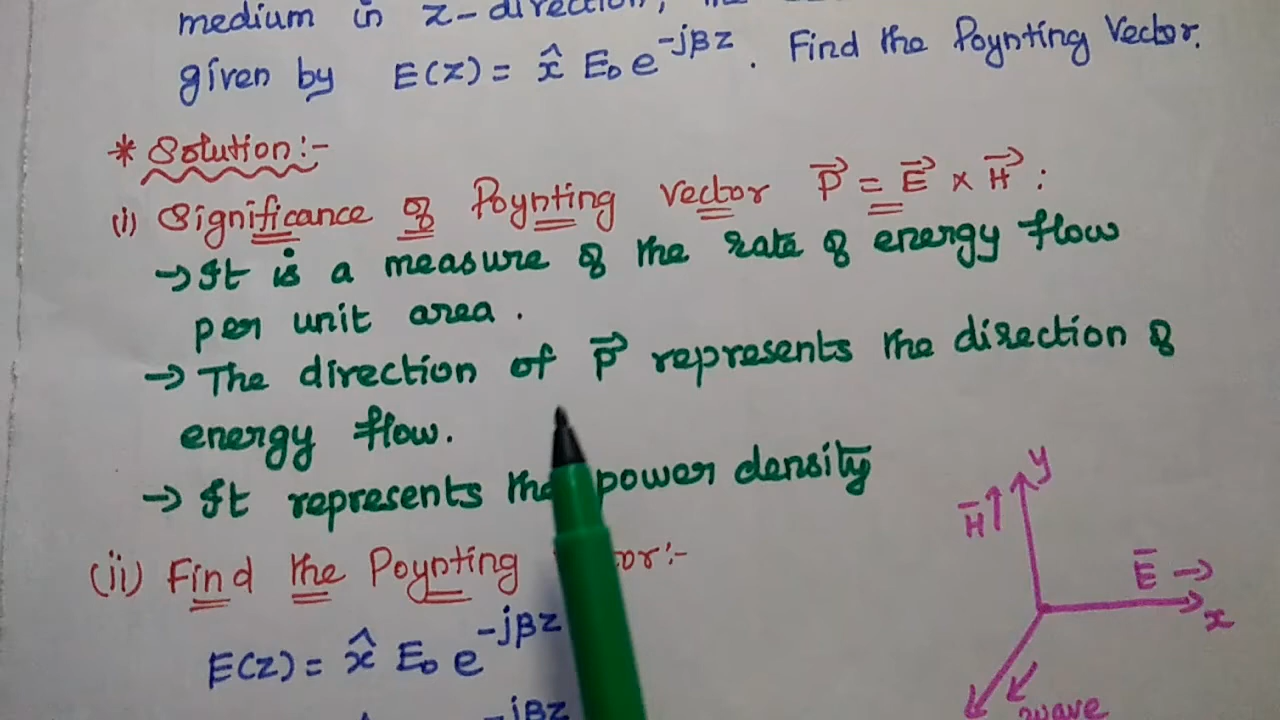 medium in z-direction,
given by E(z) = x̂ E₀ e^-jβz . Find the Poynting Vector.
* Solution :-
(i) Significance of Poynting vector P⃗ = E⃗ × H⃗ :
→ It is a measure of the rate of energy flow
per unit area .
→ The direction of P⃗ represents the direction of
energy flow.
→ It represents the power density
(ii) Find the Poynting or :-
E(z) = x̂ E₀ e^-jβz
-jβz
y
H̄ ↑
Ē →
x
wave